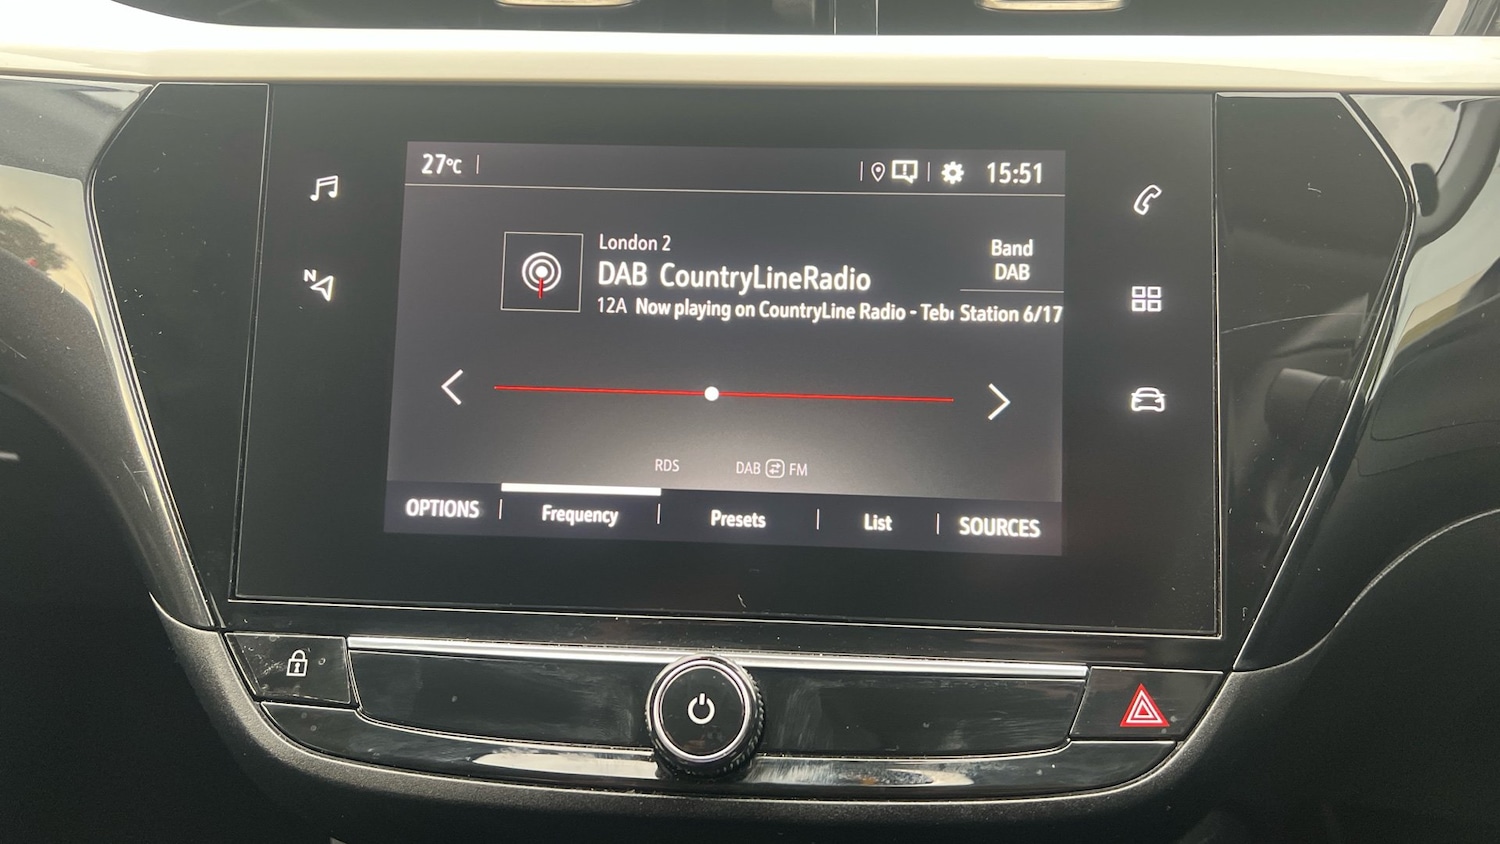 27°C
15:51
London 2
DAB CountryLineRadio
12A Now playing on CountryLine Radio - Teb
Band
DAB
Station 6/17
N
RDS
DAB FM
OPTIONS
Frequency
Presets
List
SOURCES